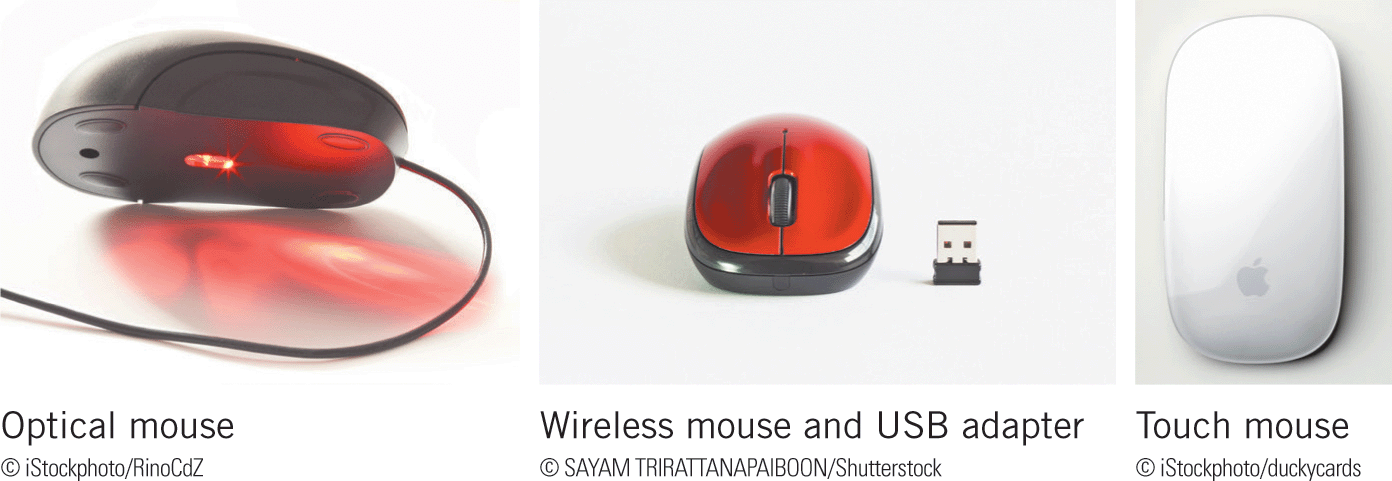 Optical mouse
© iStockphoto/RinoCdZ
Wireless mouse and USB adapter
© SAYAM TRIRATTANAPAIBOON/Shutterstock
Touch mouse
© iStockphoto/duckycards